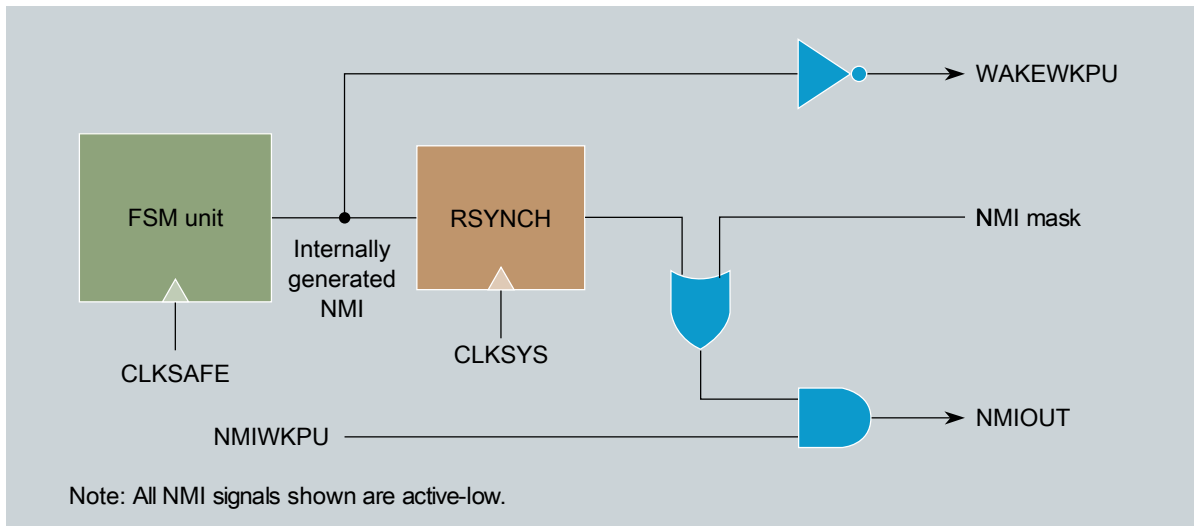 WAKEWKPU
FSM unit
RSYNCH
NMI mask
Internally
generated
NMI
CLKSAFE
CLKSYS
NMIWKPU
NMIOUT
Note: All NMI signals shown are active-low.